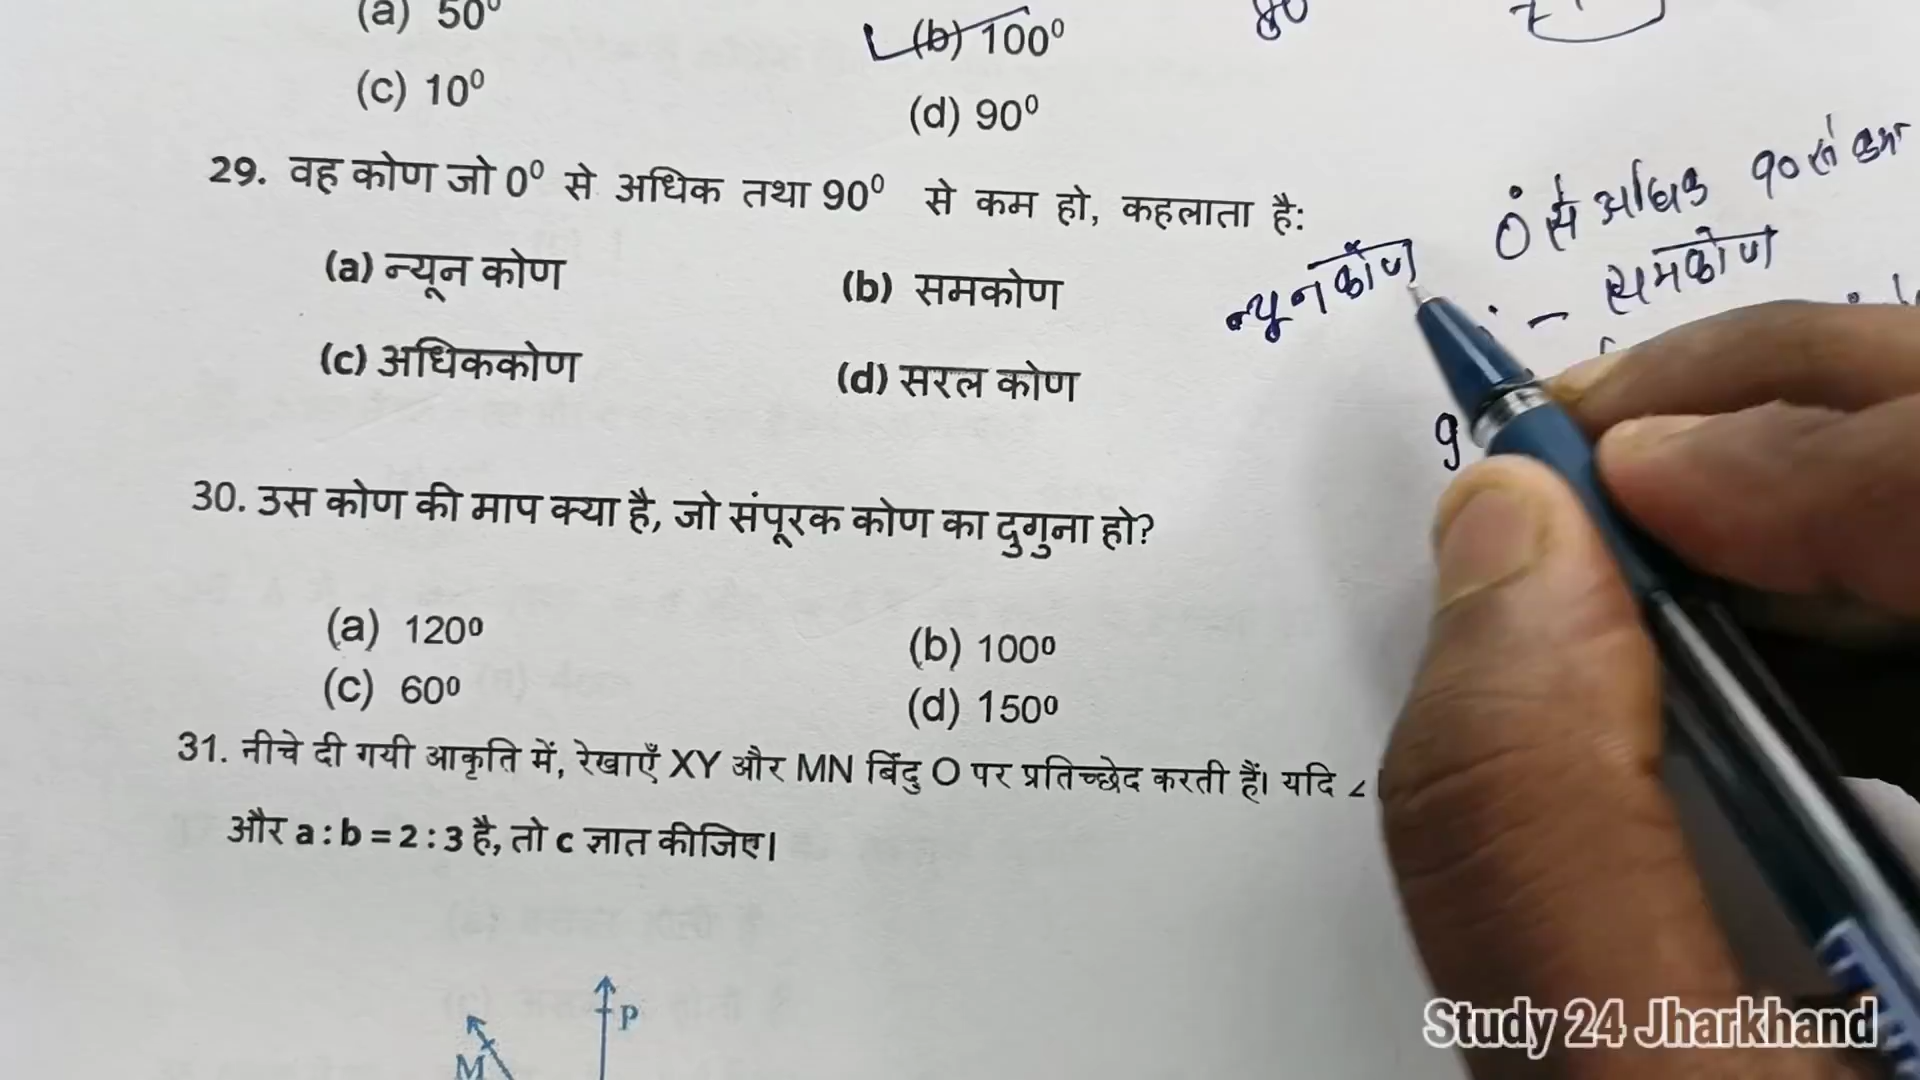 (a) 50⁰
(b) 100⁰
(c) 10⁰
(d) 90⁰
29. वह कोण जो 0⁰ से अधिक तथा 90⁰ से कम हो, कहलाता है:
0 से अधिक 90 से कम
(a) न्यून कोण
(b) समकोण
न्यूनकोण
– समकोण
(c) अधिककोण
(d) सरल कोण
9
30. उस कोण की माप क्या है, जो संपूरक कोण का दुगुना हो?
(a) 120⁰
(b) 100⁰
(c) 60⁰
(d) 150⁰
31. नीचे दी गयी आकृति में, रेखाएँ XY और MN बिंदु O पर प्रतिच्छेद करती हैं। यदि ∠
और a : b = 2 : 3 है, तो c ज्ञात कीजिए।
P
M
Study 24 Jharkhand